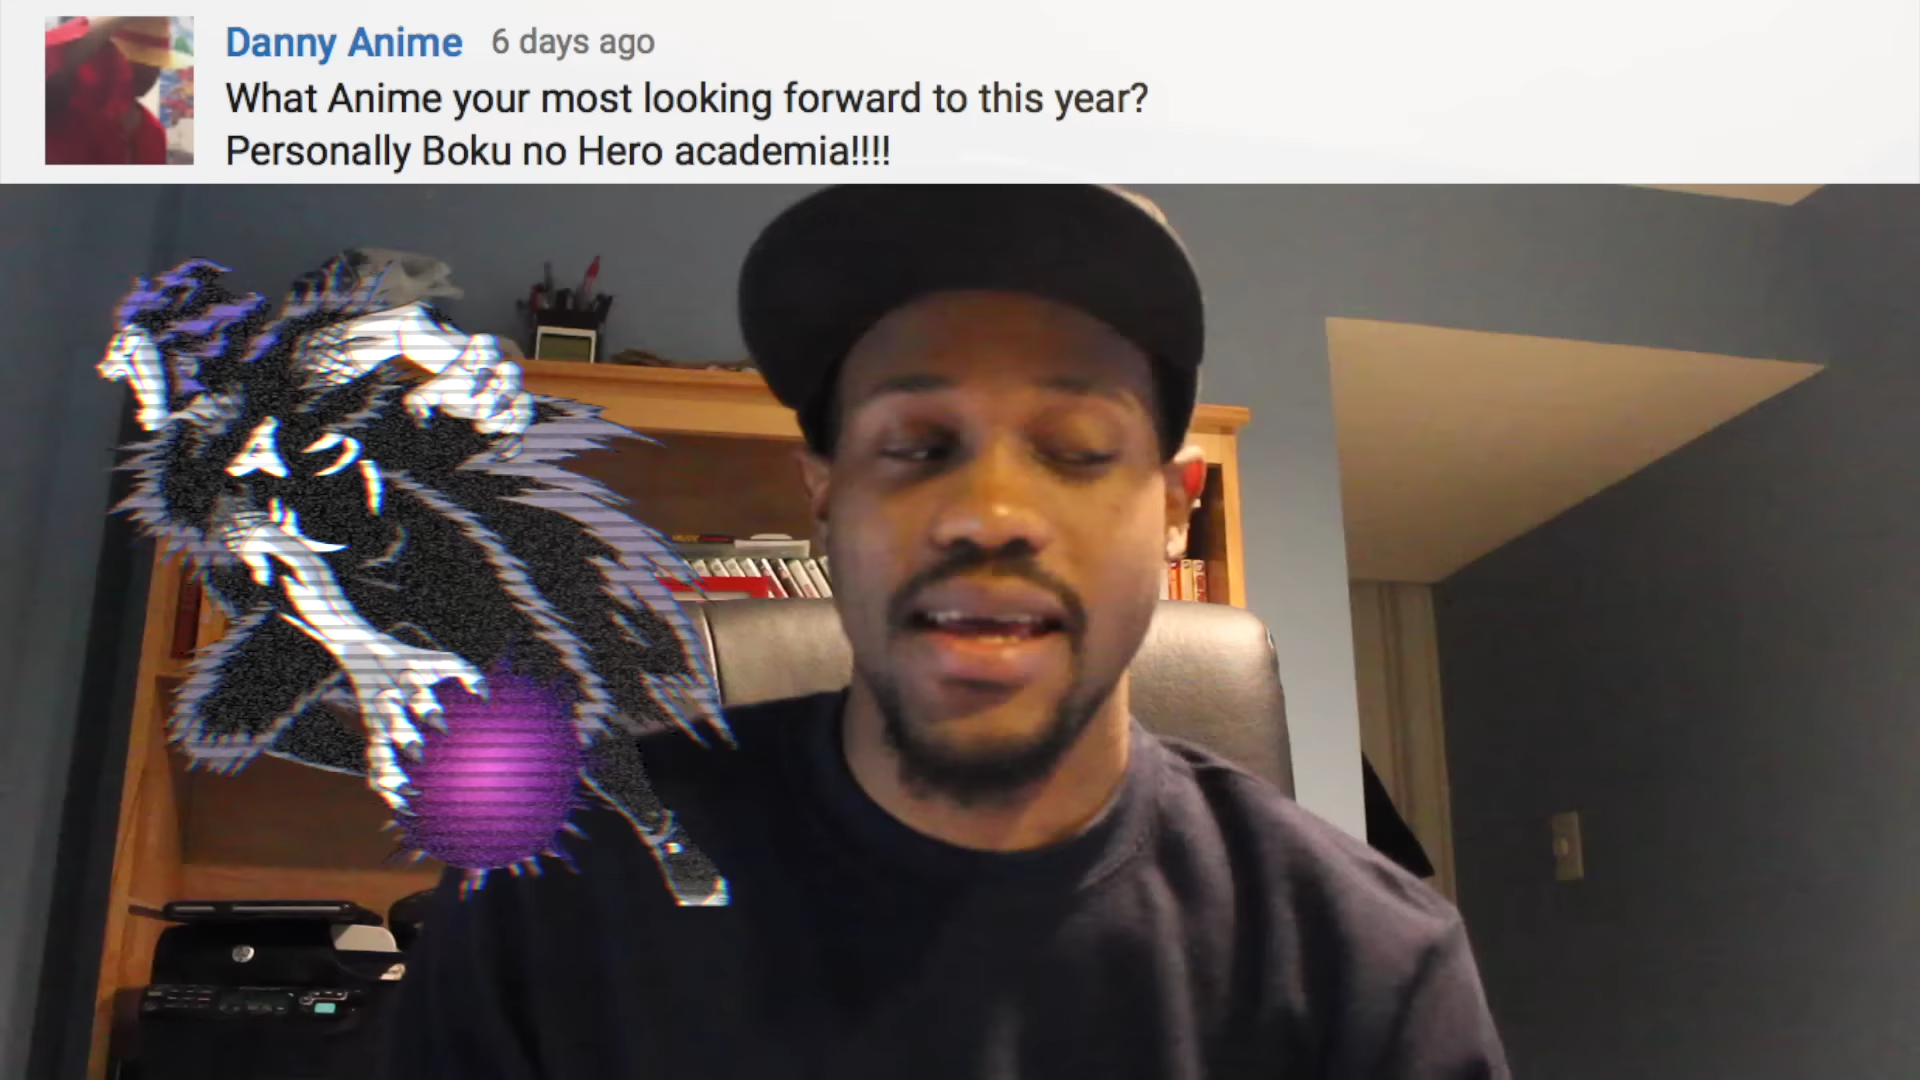 Danny Anime 6 days ago
What Anime your most looking forward to this year?
Personally Boku no Hero academia!!!!
hp